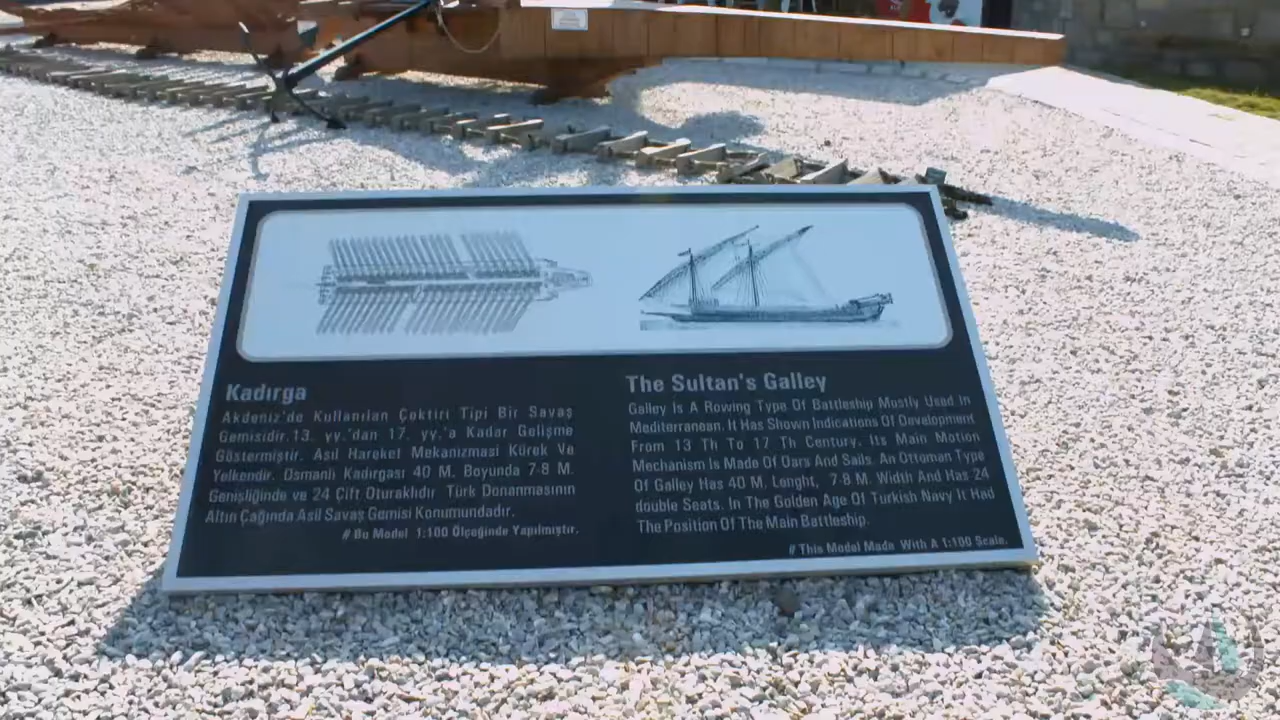 Kadırga
Akdeniz'de Kullanılan Çektiri Tipi Bir Savaş
Gemisidir.13. yy.'dan 17. yy.'a Kadar Gelişme
Göstermiştir. Asıl Hareket Mekanizması Kürek Ve
Yelkendir. Osmanlı Kadırgası 40 M. Boyunda 7-8 M.
Genişliğinde ve 24 Çift Oturaklıdır. Türk Donanmasının
Altın Çağında Asil Savaş Gemisi Konumundadır.
# Bu Model 1:100 Ölçeğinde Yapılmıştır.
The Sultan's Galley
Galley Is A Rowing Type Of Battleship Mostly Used In
Mediterranean. It Has Shown Indications Of Development
From 13 Th To 17 Th Century. Its Main Motion
Mechanism Is Made Of Oars And Sails. An Ottoman Type
Of Galley Has 40 M. Lenght, 7-8 M. Width And Has 24
double Seats. In The Golden Age Of Turkish Navy It Had
The Position Of The Main Battleship.
# This Model Made With A 1:100 Scale.